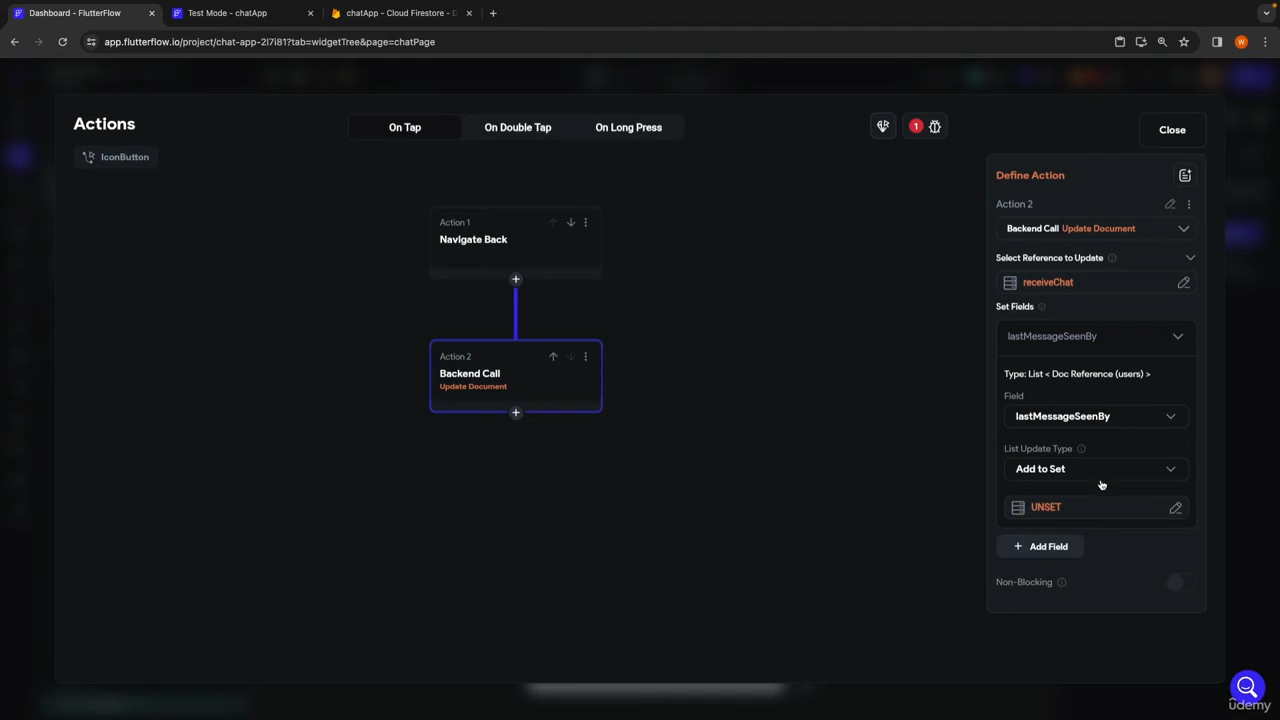 Dashboard - FlutterFlow
Test Mode - chatApp
chatApp - Cloud Firestore - D
app.flutterflow.io/project/chat-app-2l7i81?tab=widgetTree&page=chatPage
W
Actions
On Tap
On Double Tap
On Long Press
1
Close
IconButton
Define Action
Action 2
Backend Call Update Document
Select Reference to Update
receiveChat
Set Fields
lastMessageSeenBy
Type: List < Doc Reference (users) >
Field
lastMessageSeenBy
List Update Type
Add to Set
UNSET
+ Add Field
Non-Blocking
Action 1
Navigate Back
Action 2
Backend Call
Update Document
ûdemy